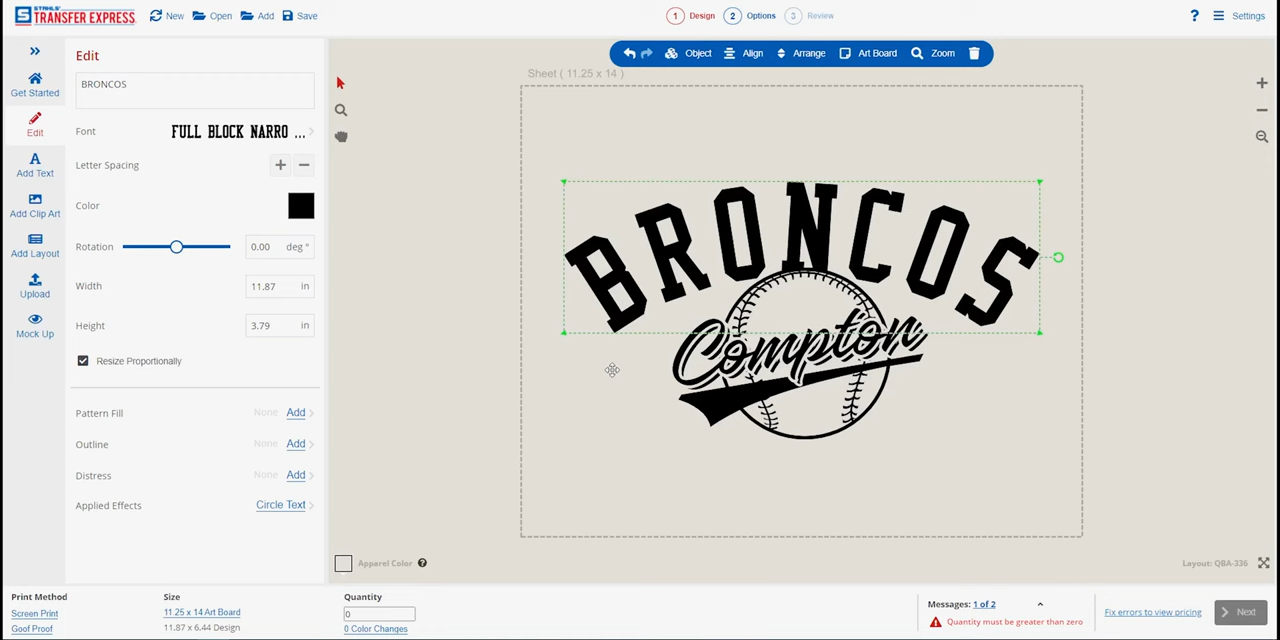 S STAHLS' TRANSFER EXPRESS
New
Open
Add
Save
1 Design
2 Options
3 Review
?
Settings
Get Started
Edit
Add Text
Add Clip Art
Add Layout
Upload
Mock Up
Edit
BRONCOS
Font FULL BLOCK NARRO ...
Letter Spacing
Color
Rotation 0.00 deg °
Width 11.87 in
Height 3.79 in
Resize Proportionally
Pattern Fill None Add
Outline None Add
Distress None Add
Applied Effects Circle Text
Object
Align
Arrange
Art Board
Zoom
Sheet ( 11.25 x 14 )
BRONCOS
Compton
Apparel Color ?
Layout: QBA-336
Print Method
Screen Print
Goof Proof
Size
11.25 x 14 Art Board
11.87 x 6.44 Design
Quantity
0
0 Color Changes
Messages: 1 of 2
Quantity must be greater than zero
Fix errors to view pricing
Next